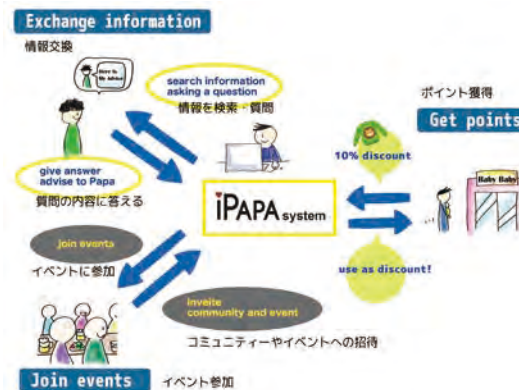 Exchange information
情報交換
Here is
My Advice!
search information
asking a question
情報を検索・質問
give answer
advise to Papa
質問の内容に答える
ポイント獲得
Get points
10% discount
Baby Baby
iPAPA system
use as discount!
join events
イベントに参加
inveite
community and event
コミュニティーやイベントへの招待
Join events イベント参加